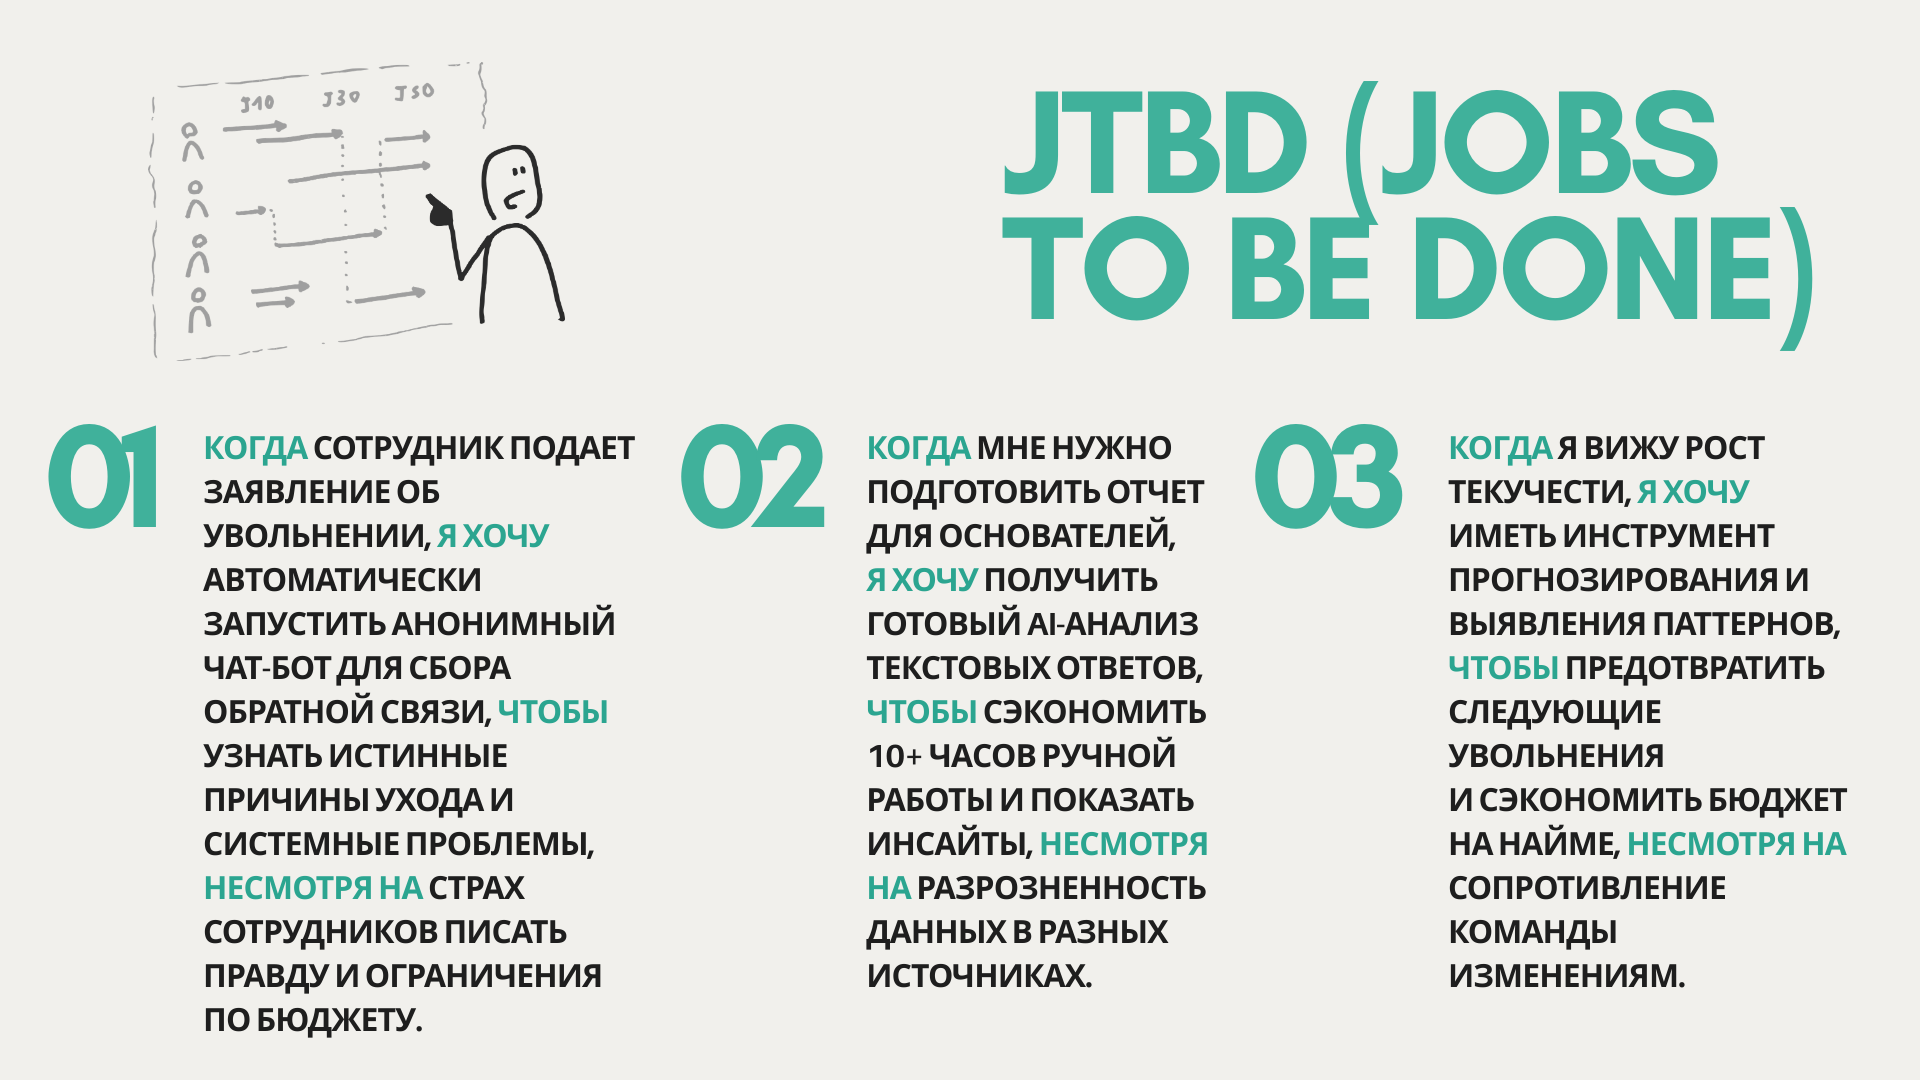 J10 J30 J50
JTBD (JOBS
TO BE DONE)
01
КОГДА СОТРУДНИК ПОДАЕТ
ЗАЯВЛЕНИЕ ОБ
УВОЛЬНЕНИИ, Я ХОЧУ
АВТОМАТИЧЕСКИ
ЗАПУСТИТЬ АНОНИМНЫЙ
ЧАТ-БОТ ДЛЯ СБОРА
ОБРАТНОЙ СВЯЗИ, ЧТОБЫ
УЗНАТЬ ИСТИННЫЕ
ПРИЧИНЫ УХОДА И
СИСТЕМНЫЕ ПРОБЛЕМЫ,
НЕСМОТРЯ НА СТРАХ
СОТРУДНИКОВ ПИСАТЬ
ПРАВДУ И ОГРАНИЧЕНИЯ
ПО БЮДЖЕТУ.
02
КОГДА МНЕ НУЖНО
ПОДГОТОВИТЬ ОТЧЕТ
ДЛЯ ОСНОВАТЕЛЕЙ,
Я ХОЧУ ПОЛУЧИТЬ
ГОТОВЫЙ AI-АНАЛИЗ
ТЕКСТОВЫХ ОТВЕТОВ,
ЧТОБЫ СЭКОНОМИТЬ
10+ ЧАСОВ РУЧНОЙ
РАБОТЫ И ПОКАЗАТЬ
ИНСАЙТЫ, НЕСМОТРЯ
НА РАЗРОЗНЕННОСТЬ
ДАННЫХ В РАЗНЫХ
ИСТОЧНИКАХ.
03
КОГДА Я ВИЖУ РОСТ
ТЕКУЧЕСТИ, Я ХОЧУ
ИМЕТЬ ИНСТРУМЕНТ
ПРОГНОЗИРОВАНИЯ И
ВЫЯВЛЕНИЯ ПАТТЕРНОВ,
ЧТОБЫ ПРЕДОТВРАТИТЬ
СЛЕДУЮЩИЕ
УВОЛЬНЕНИЯ
И СЭКОНОМИТЬ БЮДЖЕТ
НА НАЙМЕ, НЕСМОТРЯ НА
СОПРОТИВЛЕНИЕ
КОМАНДЫ
ИЗМЕНЕНИЯМ.